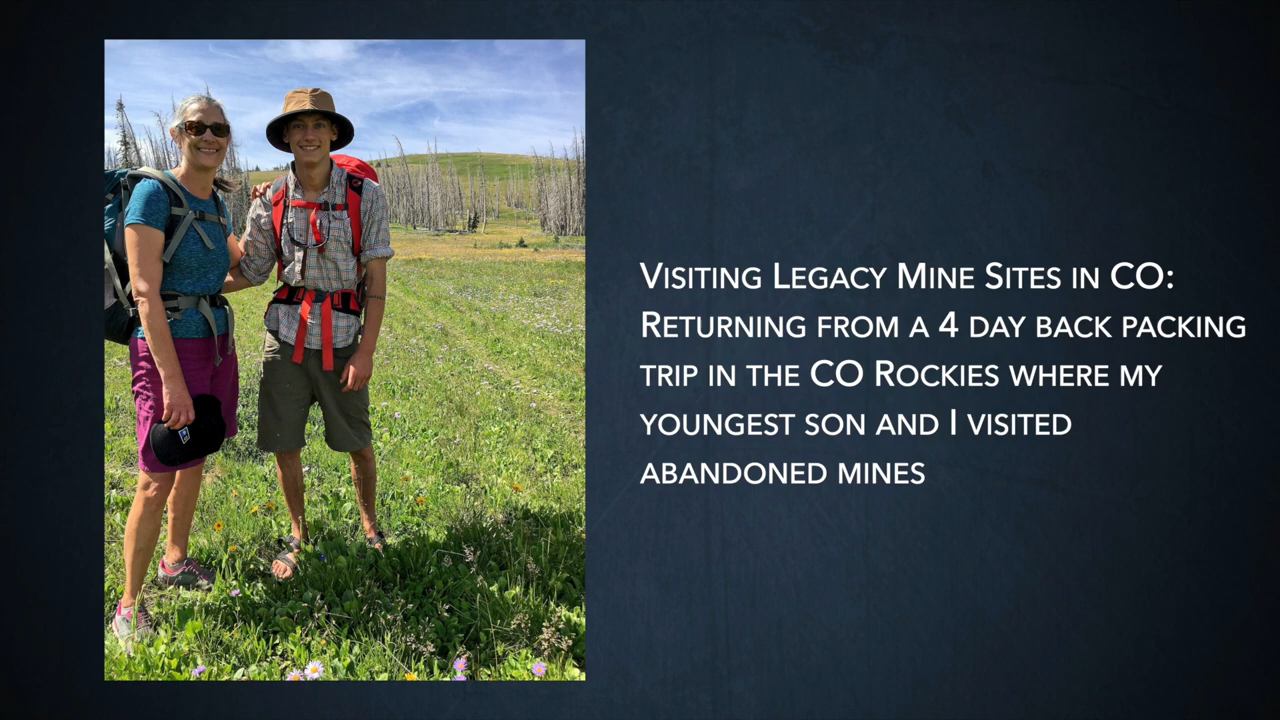 Visiting Legacy Mine Sites in CO:
Returning from a 4 day back packing
trip in the CO Rockies where my
youngest son and I visited
abandoned mines